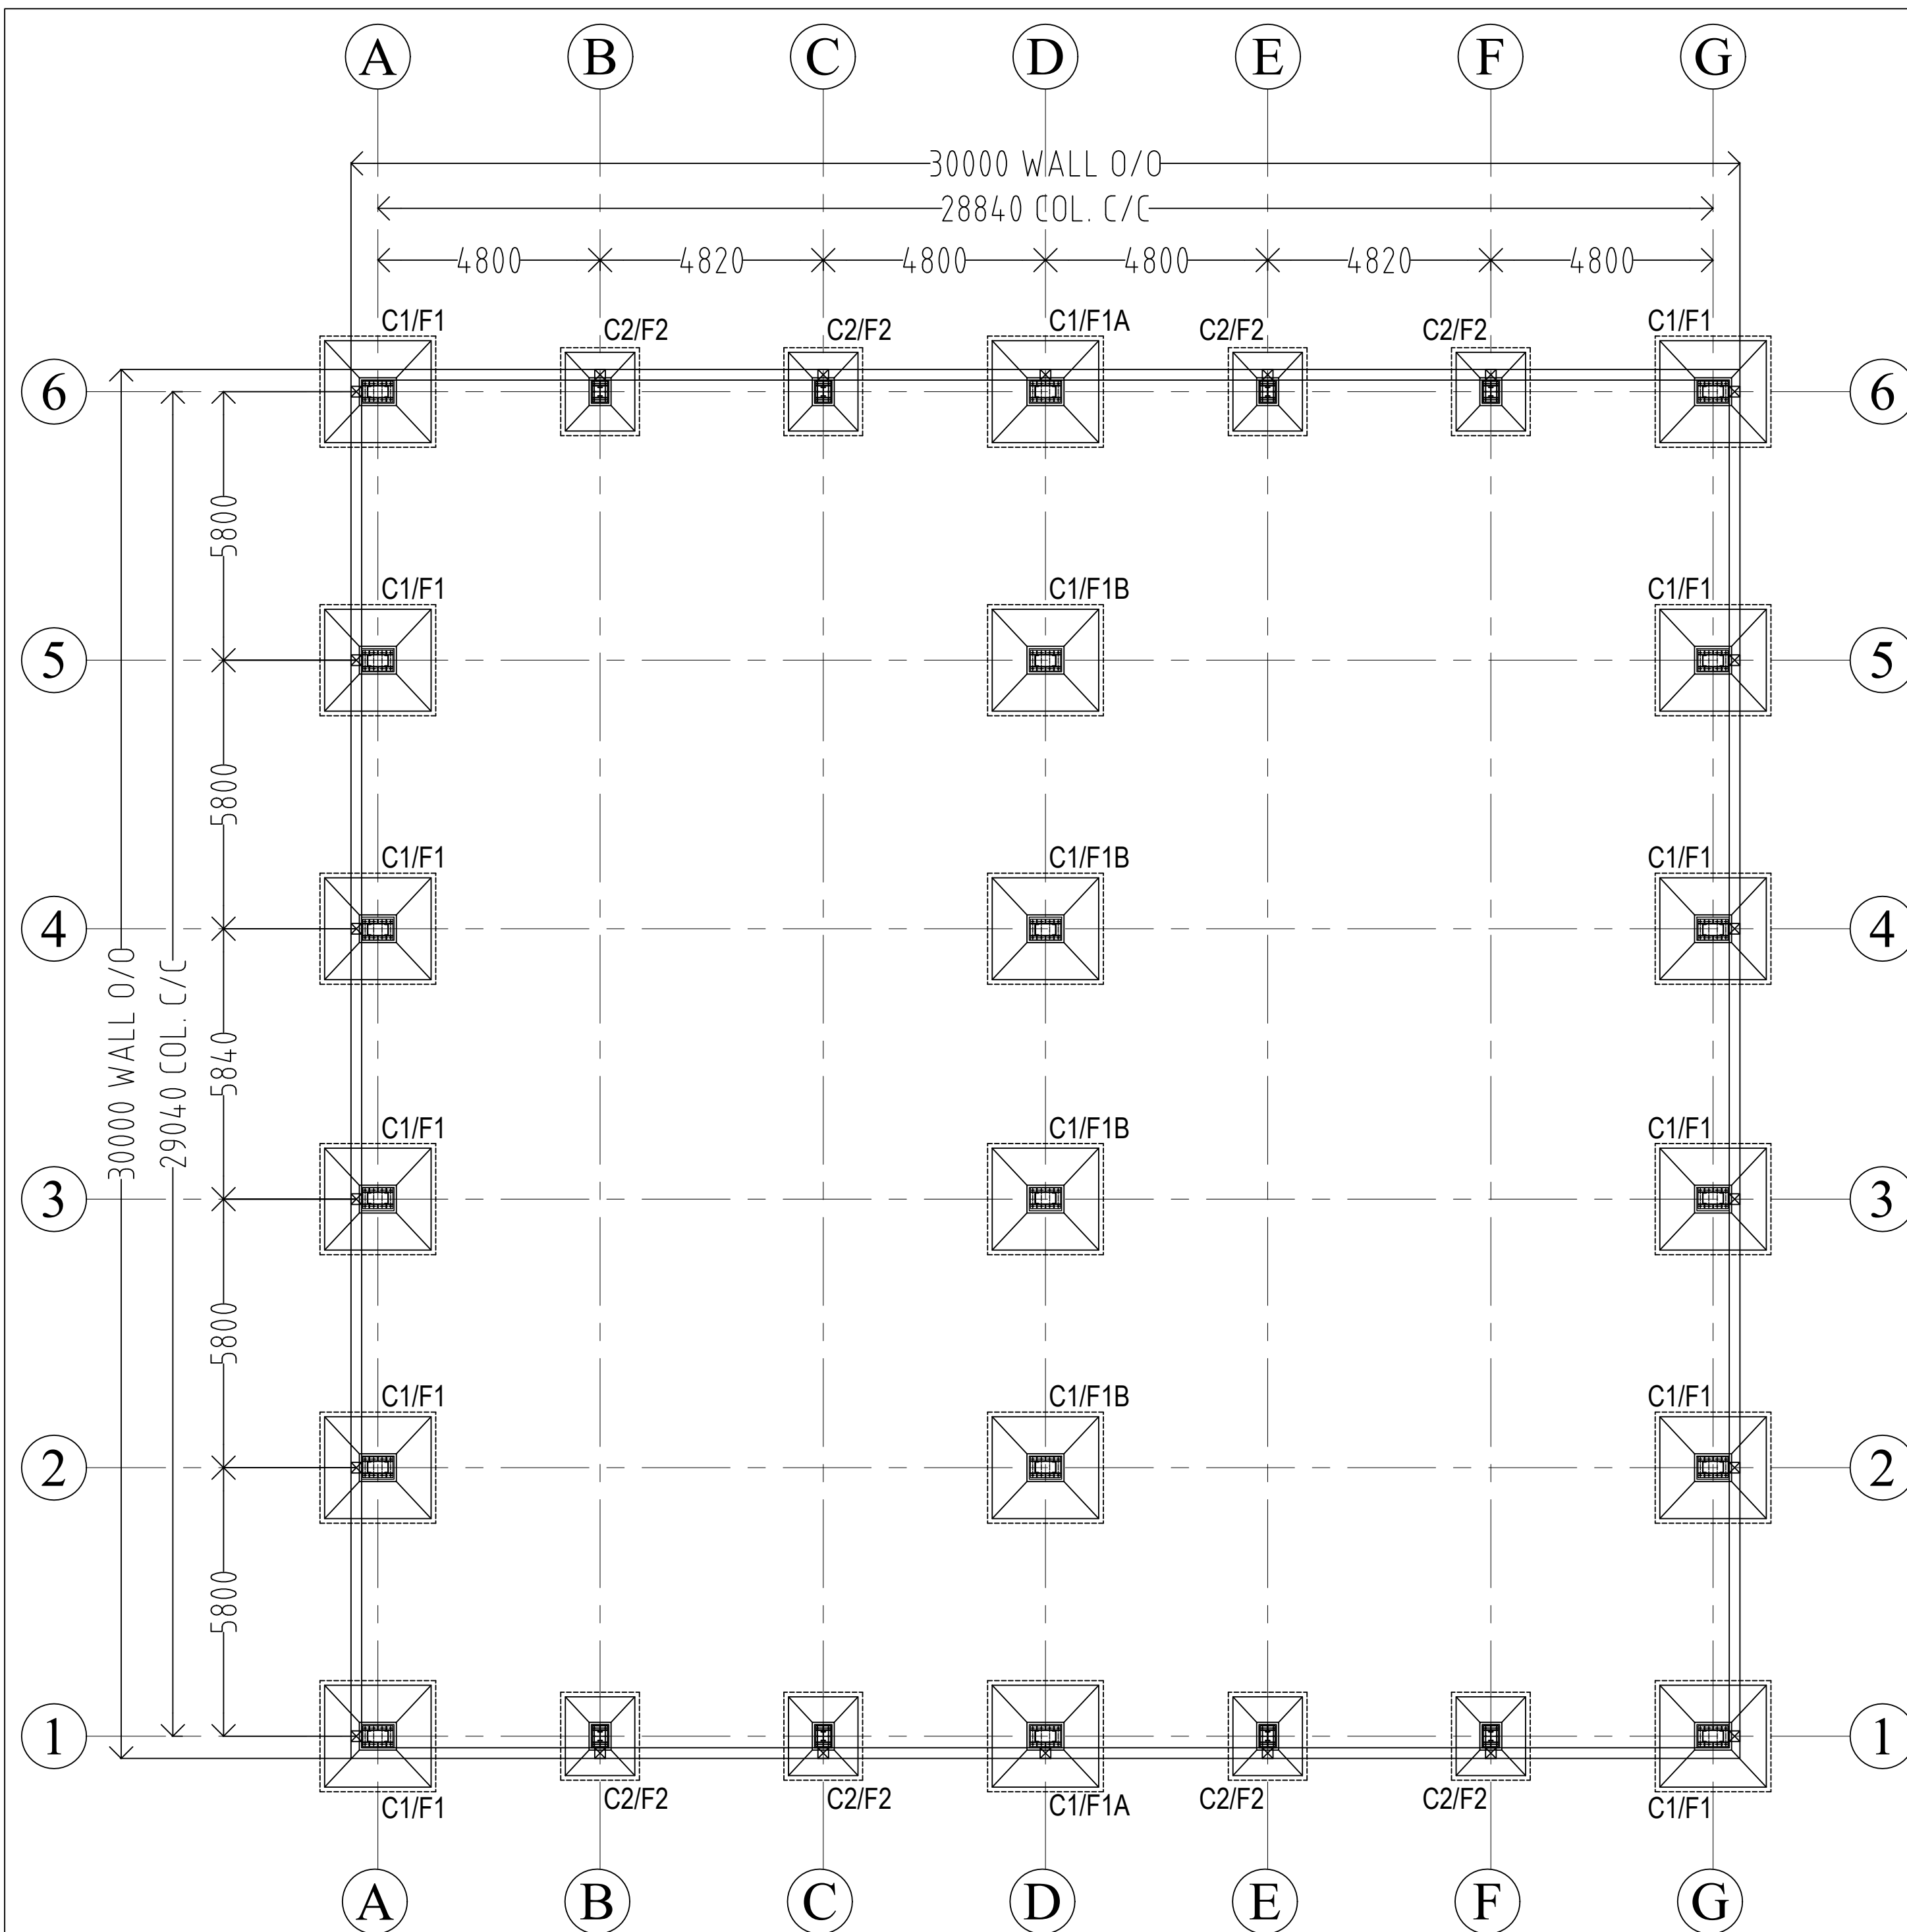 A B C D E F G
30000 WALL O/O
28840 COL. C/C
4800 4820 4800 4800 4820 4800
C1/F1 C2/F2 C2/F2 C1/F1A C2/F2 C2/F2 C1/F1
6 6
5800
C1/F1 C1/F1B C1/F1
5 5
5800
C1/F1 C1/F1B C1/F1
4 4
30000 WALL O/O
29040 COL. C/C
5840
C1/F1 C1/F1B C1/F1
3 3
5800
C1/F1 C1/F1B C1/F1
2 2
5800
1 1
C1/F1 C2/F2 C2/F2 C1/F1A C2/F2 C2/F2 C1/F1
A B C D E F G